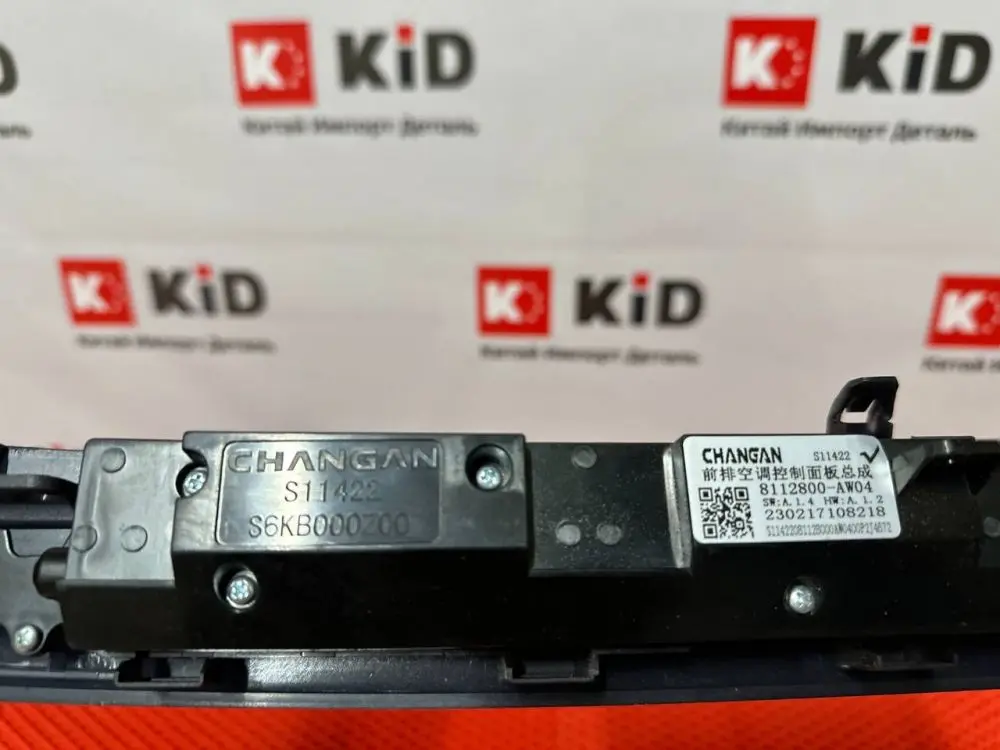 K KiD
Китай Импорт Деталь
K KiD
Китай Импорт Деталь
K KiD
Китай Импорт Деталь
K KiD
Китай Импорт Деталь
K
CHANGAN
S11422
S6KB000Z00
CHANGAN S11422
前排空调控制面板总成
8112800-AW04
SW:A.1.4 HW:A.1.2
230217108218